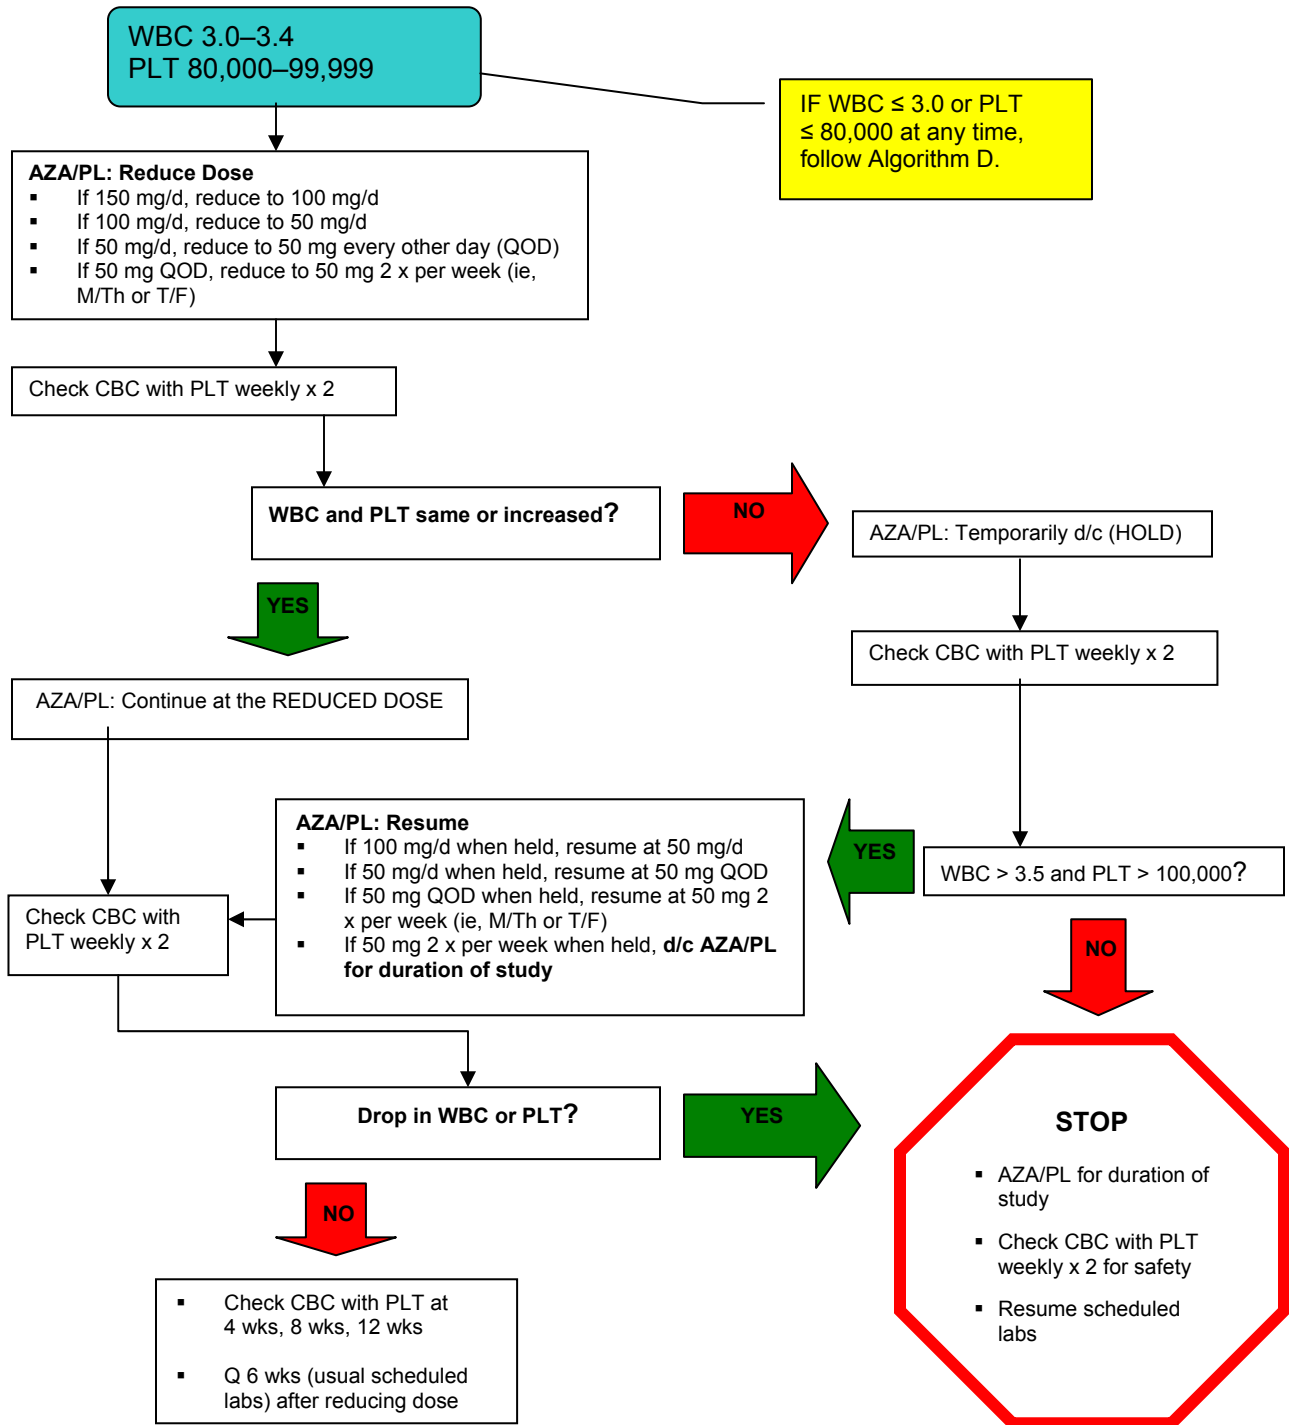 WBC 3.0–3.4
PLT 80,000–99,999
IF WBC ≤ 3.0 or PLT
≤ 80,000 at any time,
follow Algorithm D.
AZA/PL: Reduce Dose
▪ If 150 mg/d, reduce to 100 mg/d
▪ If 100 mg/d, reduce to 50 mg/d
▪ If 50 mg/d, reduce to 50 mg every other day (QOD)
▪ If 50 mg QOD, reduce to 50 mg 2 x per week (ie,
M/Th or T/F)
Check CBC with PLT weekly x 2
WBC and PLT same or increased?
NO
AZA/PL: Temporarily d/c (HOLD)
YES
Check CBC with PLT weekly x 2
AZA/PL: Continue at the REDUCED DOSE
AZA/PL: Resume
▪ If 100 mg/d when held, resume at 50 mg/d
▪ If 50 mg/d when held, resume at 50 mg QOD
▪ If 50 mg QOD when held, resume at 50 mg 2
x per week (ie, M/Th or T/F)
▪ If 50 mg 2 x per week when held, d/c AZA/PL
for duration of study
YES
WBC > 3.5 and PLT > 100,000?
Check CBC with
PLT weekly x 2
NO
Drop in WBC or PLT?
YES
STOP
▪ AZA/PL for duration of
study
▪ Check CBC with PLT
weekly x 2 for safety
▪ Resume scheduled
labs
NO
▪ Check CBC with PLT at
4 wks, 8 wks, 12 wks
▪ Q 6 wks (usual scheduled
labs) after reducing dose